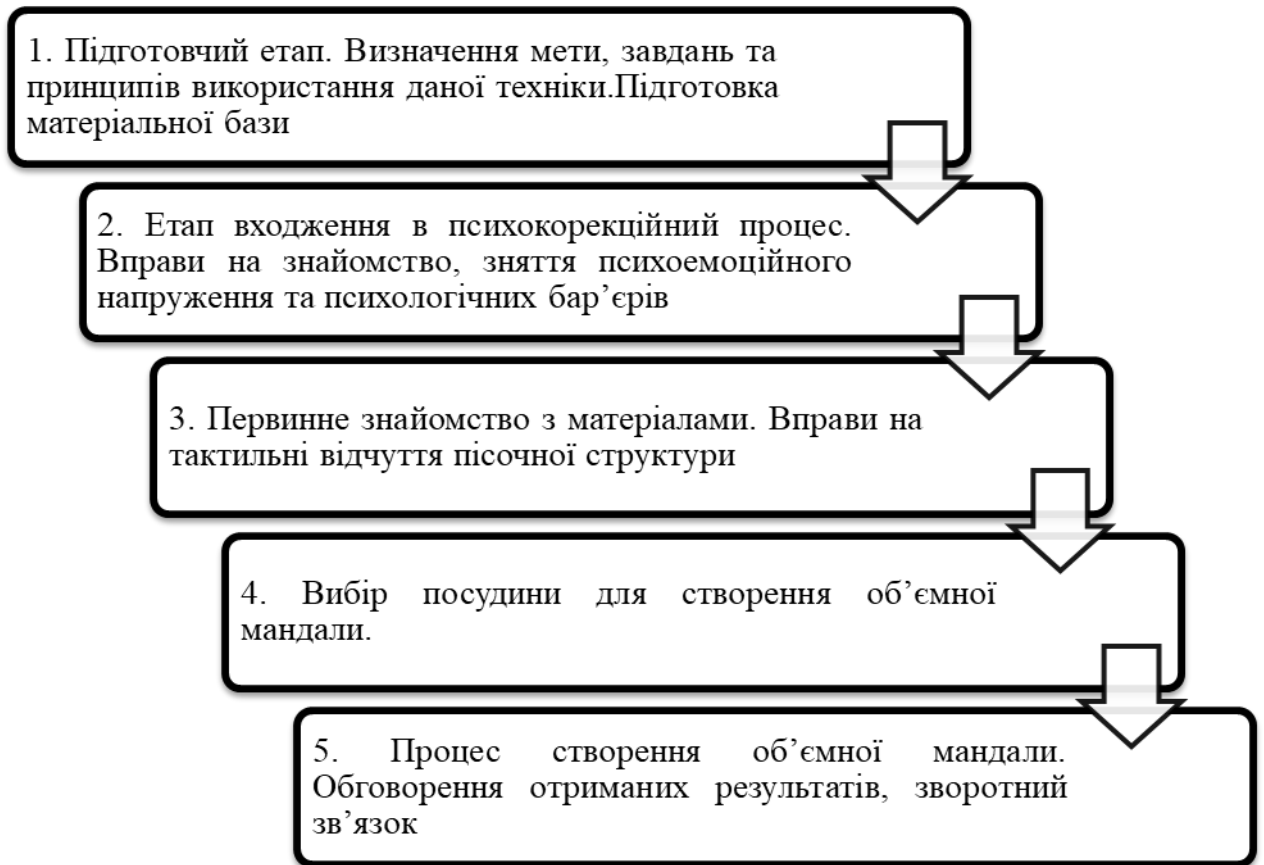 1. Підготовчий етап. Визначення мети, завдань та
принципів використання даної техніки.Підготовка
матеріальної бази
2. Етап входження в психокорекційний процес.
Вправи на знайомство, зняття психоемоційного
напруження та психологічних бар’єрів
3. Первинне знайомство з матеріалами. Вправи на
тактильні відчуття пісочної структури
4. Вибір посудини для створення об’ємної
мандали.
5. Процес створення об’ємної мандали.
Обговорення отриманих результатів, зворотний
зв’язок